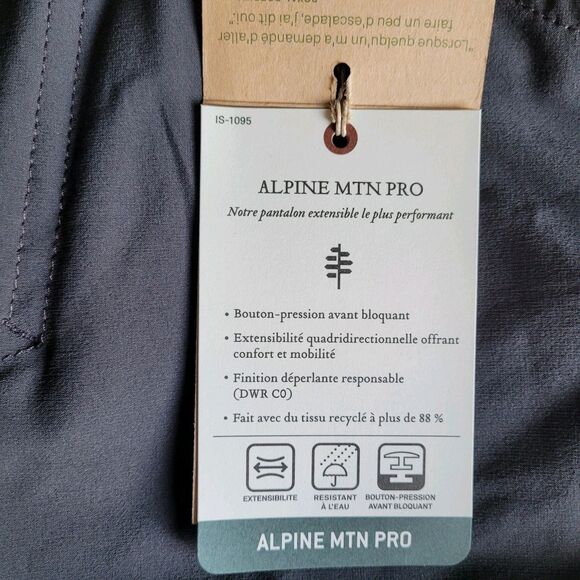 "Lorsque quelqu'un m'a demandé d'aller
faire un peu d'escalade, j'ai dit oui."
IS-1095
ALPINE MTN PRO
Notre pantalon extensible le plus performant
• Bouton-pression avant bloquant
• Extensibilité quadridirectionnelle offrant
confort et mobilité
• Finition déperlante responsable
(DWR C0)
• Fait avec du tissu recyclé à plus de 88 %
EXTENSIBILITE
RESISTANT
À L'EAU
BOUTON-PRESSION
AVANT BLOQUANT
ALPINE MTN PRO